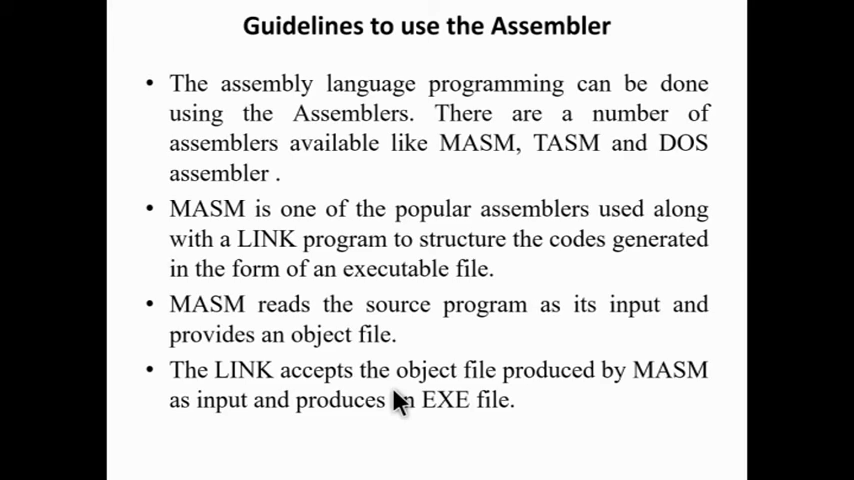 Guidelines to use the Assembler
• The assembly language programming can be done
using the Assemblers. There are a number of
assemblers available like MASM, TASM and DOS
assembler .
• MASM is one of the popular assemblers used along
with a LINK program to structure the codes generated
in the form of an executable file.
• MASM reads the source program as its input and
provides an object file.
• The LINK accepts the object file produced by MASM
as input and produces an EXE file.